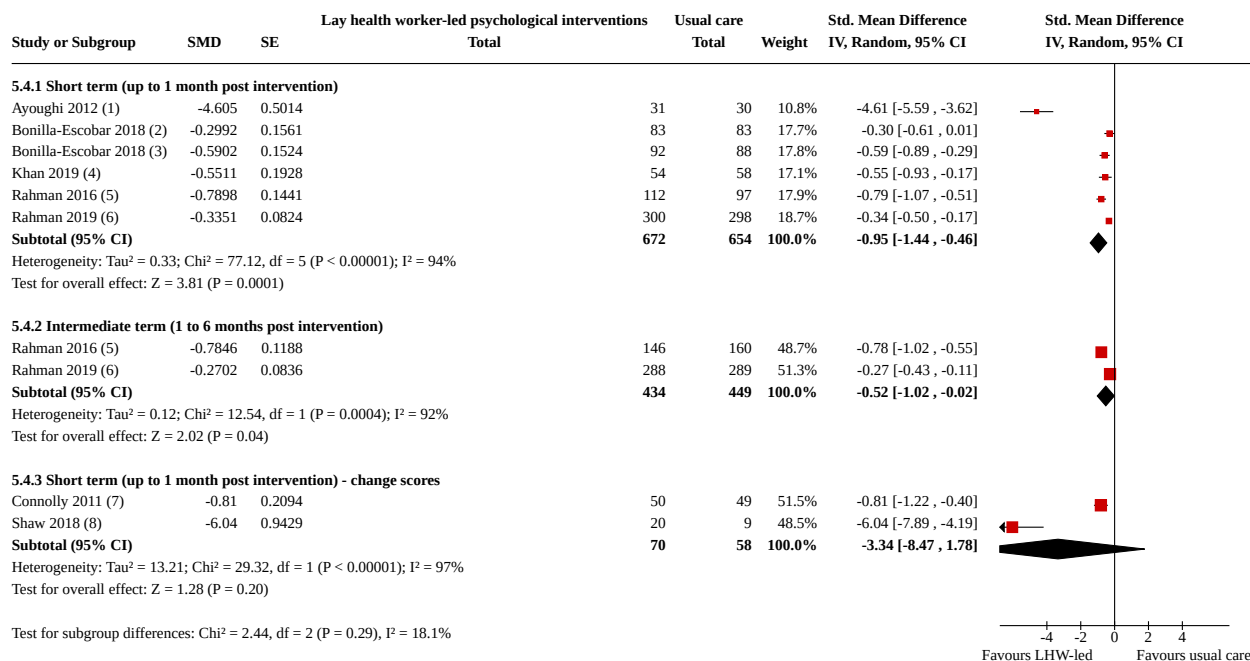 Lay health worker-led psychological interventions Usual care Std. Mean Difference Std. Mean Difference
Study or Subgroup SMD SE Total Total Weight IV, Random, 95% CI IV, Random, 95% CI
5.4.1 Short term (up to 1 month post intervention)
Ayoughi 2012 (1) -4.605 0.5014 31 30 10.8% -4.61 [-5.59 , -3.62]
Bonilla-Escobar 2018 (2) -0.2992 0.1561 83 83 17.7% -0.30 [-0.61 , 0.01]
Bonilla-Escobar 2018 (3) -0.5902 0.1524 92 88 17.8% -0.59 [-0.89 , -0.29]
Khan 2019 (4) -0.5511 0.1928 54 58 17.1% -0.55 [-0.93 , -0.17]
Rahman 2016 (5) -0.7898 0.1441 112 97 17.9% -0.79 [-1.07 , -0.51]
Rahman 2019 (6) -0.3351 0.0824 300 298 18.7% -0.34 [-0.50 , -0.17]
Subtotal (95% CI) 672 654 100.0% -0.95 [-1.44 , -0.46]
Heterogeneity: Tau² = 0.33; Chi² = 77.12, df = 5 (P < 0.00001); I² = 94%
Test for overall effect: Z = 3.81 (P = 0.0001)
5.4.2 Intermediate term (1 to 6 months post intervention)
Rahman 2016 (5) -0.7846 0.1188 146 160 48.7% -0.78 [-1.02 , -0.55]
Rahman 2019 (6) -0.2702 0.0836 288 289 51.3% -0.27 [-0.43 , -0.11]
Subtotal (95% CI) 434 449 100.0% -0.52 [-1.02 , -0.02]
Heterogeneity: Tau² = 0.12; Chi² = 12.54, df = 1 (P = 0.0004); I² = 92%
Test for overall effect: Z = 2.02 (P = 0.04)
5.4.3 Short term (up to 1 month post intervention) - change scores
Connolly 2011 (7) -0.81 0.2094 50 49 51.5% -0.81 [-1.22 , -0.40]
Shaw 2018 (8) -6.04 0.9429 20 9 48.5% -6.04 [-7.89 , -4.19]
Subtotal (95% CI) 70 58 100.0% -3.34 [-8.47 , 1.78]
Heterogeneity: Tau² = 13.21; Chi² = 29.32, df = 1 (P < 0.00001); I² = 97%
Test for overall effect: Z = 1.28 (P = 0.20)
Test for subgroup differences: Chi² = 2.44, df = 2 (P = 0.29), I² = 18.1%
-4 -2 0 2 4
Favours LHW-led Favours usual care